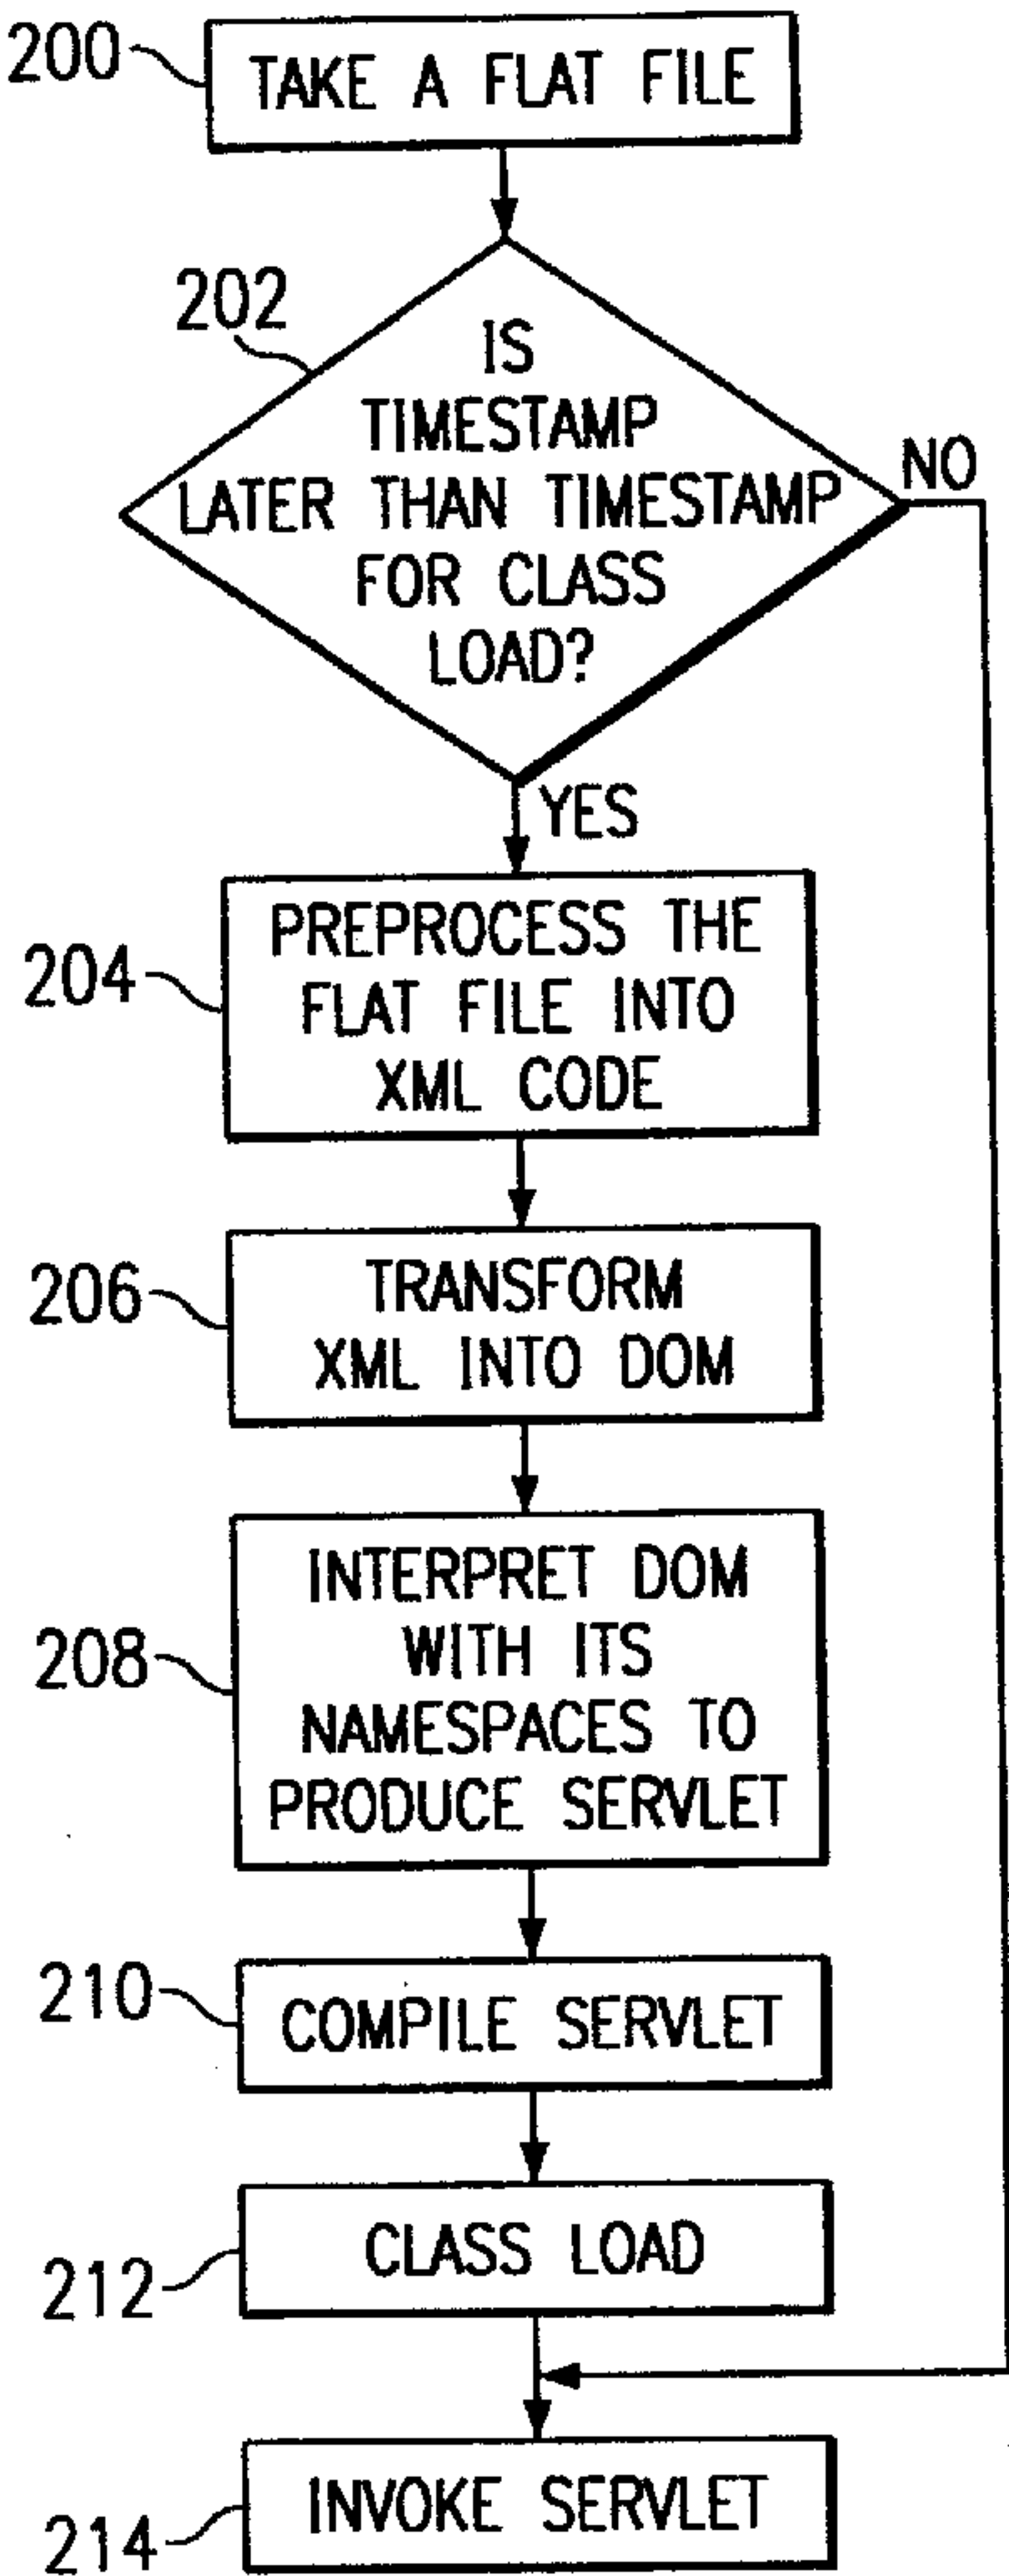 200
TAKE A FLAT FILE
202
IS
TIMESTAMP
LATER THAN TIMESTAMP
FOR CLASS
LOAD?
NO
YES
204
PREPROCESS THE
FLAT FILE INTO
XML CODE
206
TRANSFORM
XML INTO DOM
208
INTERPRET DOM
WITH ITS
NAMESPACES TO
PRODUCE SERVLET
210
COMPILE SERVLET
212
CLASS LOAD
214
INVOKE SERVLET